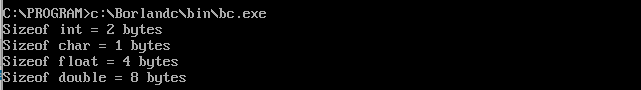 C:\PROGRAM>c:\Borlandc\bin\bc.exe
Sizeof int = 2 bytes
Sizeof char = 1 bytes
Sizeof float = 4 bytes
Sizeof double = 8 bytes